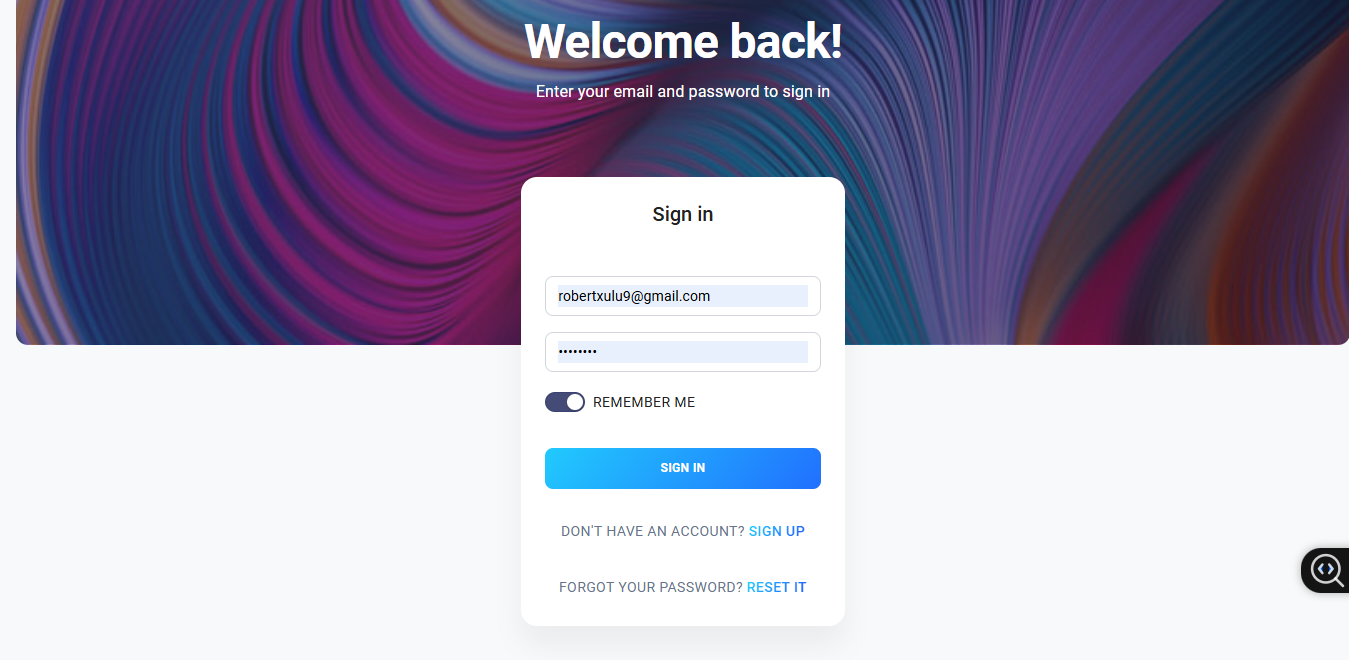 Welcome back!
Enter your email and password to sign in
Sign in
robertxulu9@gmail.com
••••••••
REMEMBER ME
SIGN IN
DON'T HAVE AN ACCOUNT? SIGN UP
FORGOT YOUR PASSWORD? RESET IT